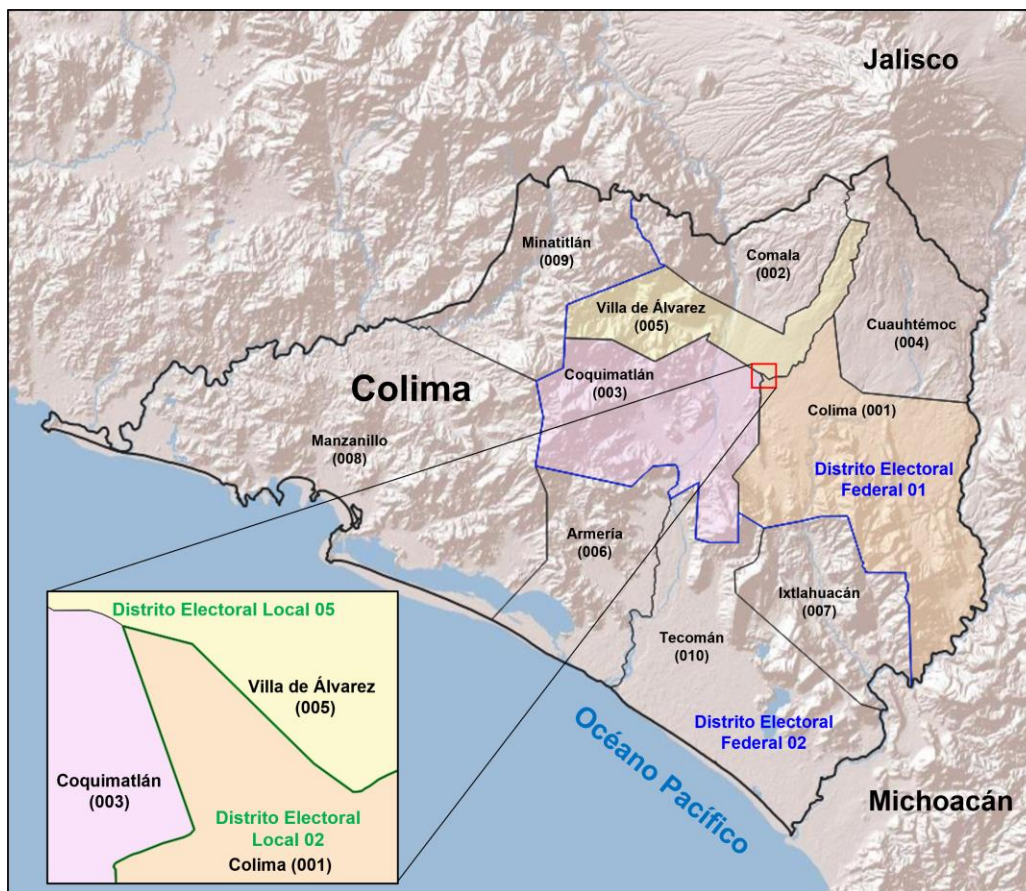 Jalisco
Minatitlán
(009)
Comala
(002)
Villa de Álvarez
(005)
Cuauhtémoc
(004)
Coquimatlán
(003)
Colima
Colima (001)
Manzanillo
(008)
Distrito Electoral
Federal 01
Armería
(006)
Ixtlahuacán
(007)
Tecomán
(010)
Distrito Electoral
Federal 02
Océano Pacífico
Michoacán
Distrito Electoral Local 05
Villa de Álvarez
(005)
Coquimatlán
(003)
Distrito Electoral
Local 02
Colima (001)